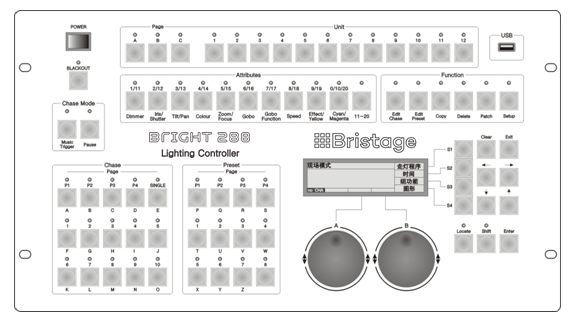 POWER
BLACKOUT
Page Unit
A B C 1 2 3 4 5 6 7 8 9 10 11 12
USB
Attributes
1/11 2/12 3/13 4/14 5/15 6/16 7/17 8/18 9/19 0/10/20
Dimmer Iris/Shutter Tilt/Pan Colour Zoom/Focus Gobo Gobo Function Speed Effect/Yellow Cyan/Magenta 11~20
Function
Edit Chase Edit Preset Copy Delete Patch Setup
Chase Mode
Music Trigger Pause
BRIGHT 288
Lighting Controller
Bristage
现场模式 走灯程序
时间
组功能
图形
S1
S2
S3
S4
Clear Exit
Locate Shift Enter
A B
Chase
Page
P1 P2 P3 P4 SINGLE
A B C D E
1 2 3 4 5
F G H I J
6 7 8 9 10
K L M N O
Preset
Page
P1 P2 P3 P4
P Q R S
1 2 3 4
T U V W
5 6 7 8
X Y Z